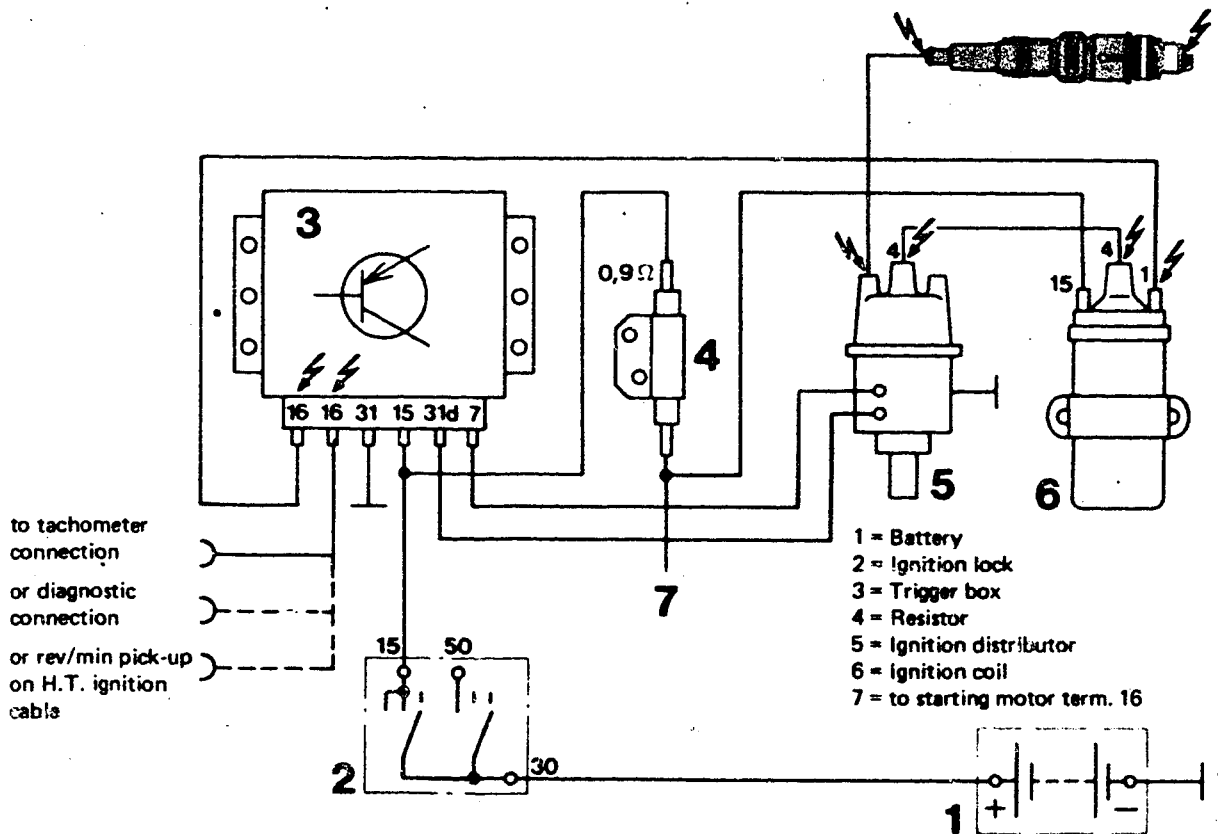 3
0,9 Ω
4
4
4
15
1
16 16 31 15 31d 7
5
6
to tachometer
connection
or diagnostic
connection
or rev/min pick-up
on H.T. ignition
cable
7
1 = Battery
2 = Ignition lock
3 = Trigger box
4 = Resistor
5 = Ignition distributor
6 = Ignition coil
7 = to starting motor term. 16
15 50
2
30
1
+ −